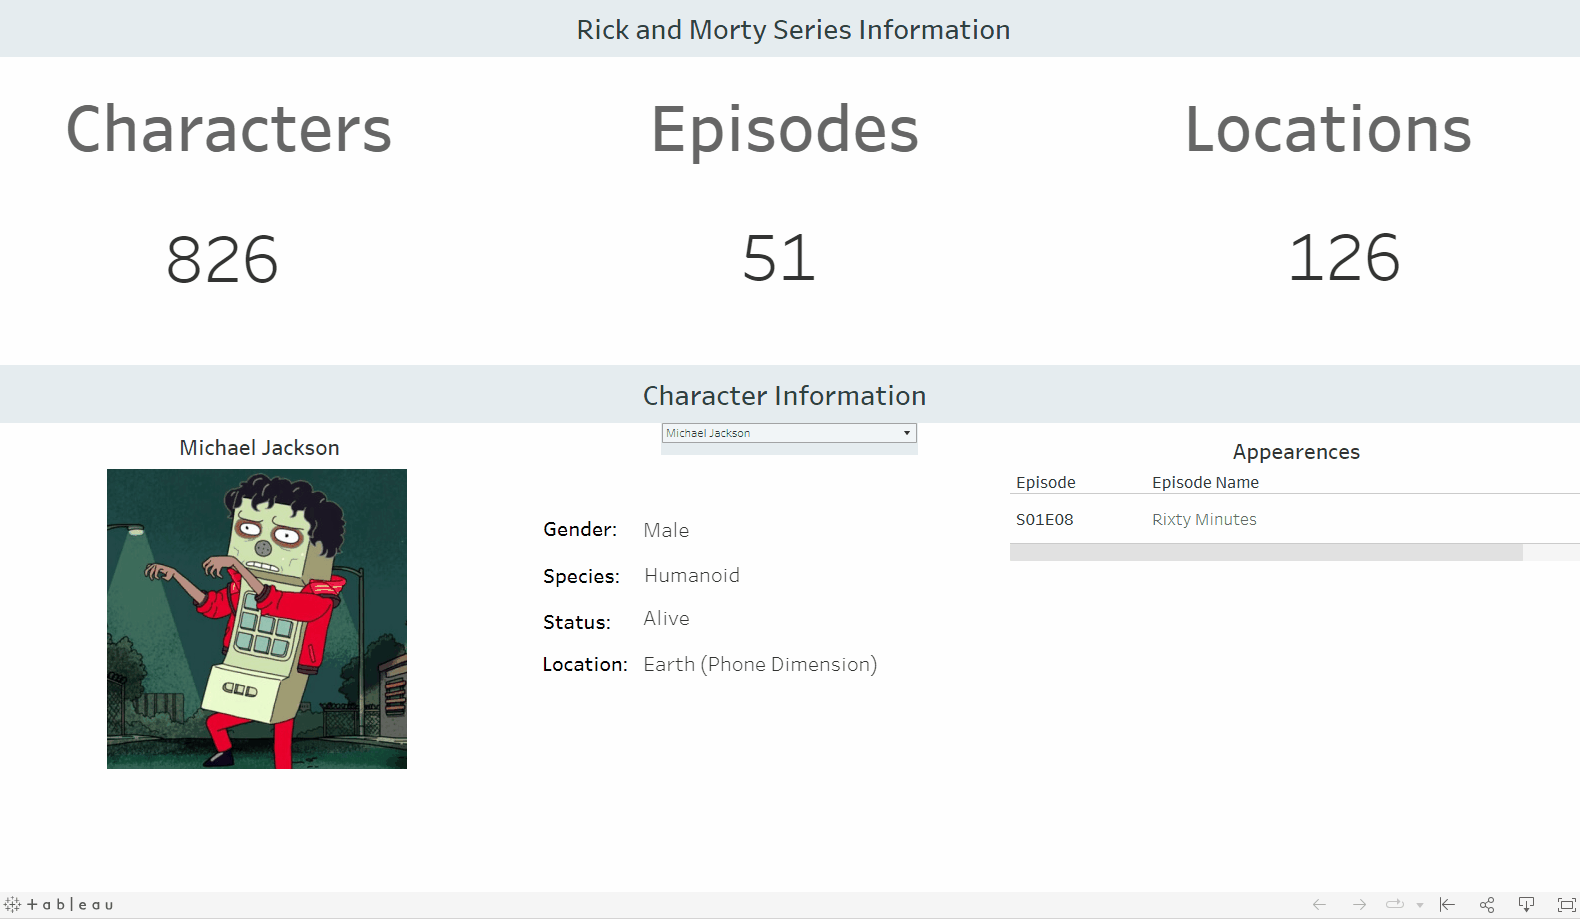 Rick and Morty Series Information
Characters
Episodes
Locations
826
51
126
Character Information
Michael Jackson
Michael Jackson
Gender: Male
Species: Humanoid
Status: Alive
Location: Earth (Phone Dimension)
Appearences
Episode Episode Name
S01E08 Rixty Minutes
+ableau